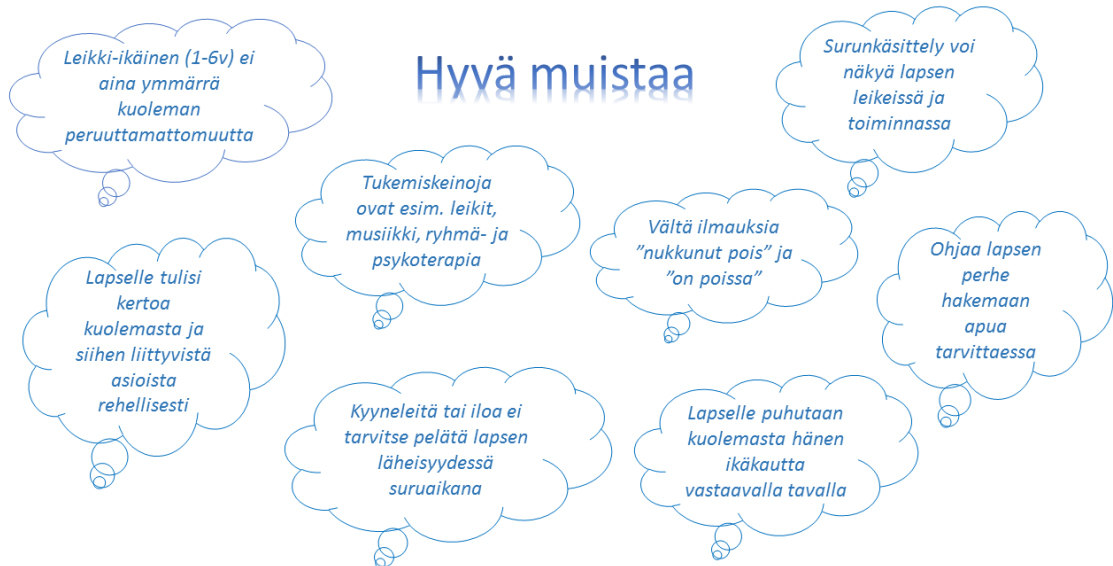 Hyvä muistaa
Leikki-ikäinen (1-6v) ei
aina ymmärrä
kuoleman
peruuttamattomuutta
Surunkäsittely voi
näkyä lapsen
leikeissä ja
toiminnassa
Tukemiskeinoja
ovat esim. leikit,
musiikki, ryhmä- ja
psykoterapia
Vältä ilmauksia
”nukkunut pois” ja
”on poissa”
Lapselle tulisi
kertoa
kuolemasta ja
siihen liittyvistä
asioista
rehellisesti
Ohjaa lapsen
perhe
hakemaan
apua
tarvittaessa
Kyyneleitä tai iloa ei
tarvitse pelätä lapsen
läheisyydessä
suruaikana
Lapselle puhutaan
kuolemasta hänen
ikäkautta
vastaavalla tavalla